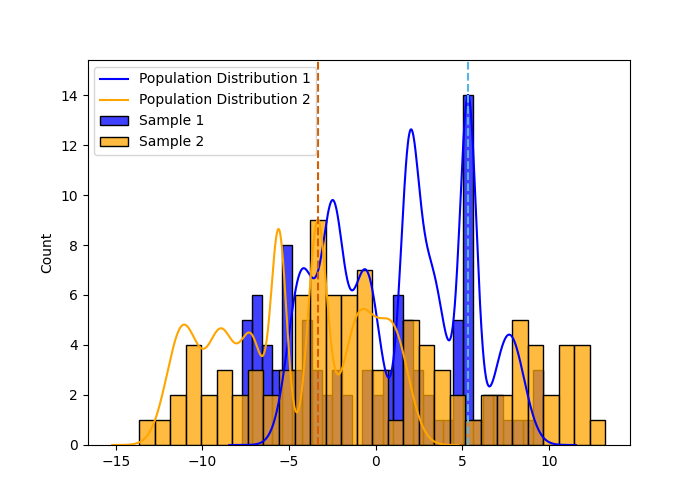 Population Distribution 1
Population Distribution 2
Sample 1
Sample 2
Count
14
12
10
8
6
4
2
0
−15 −10 −5 0 5 10